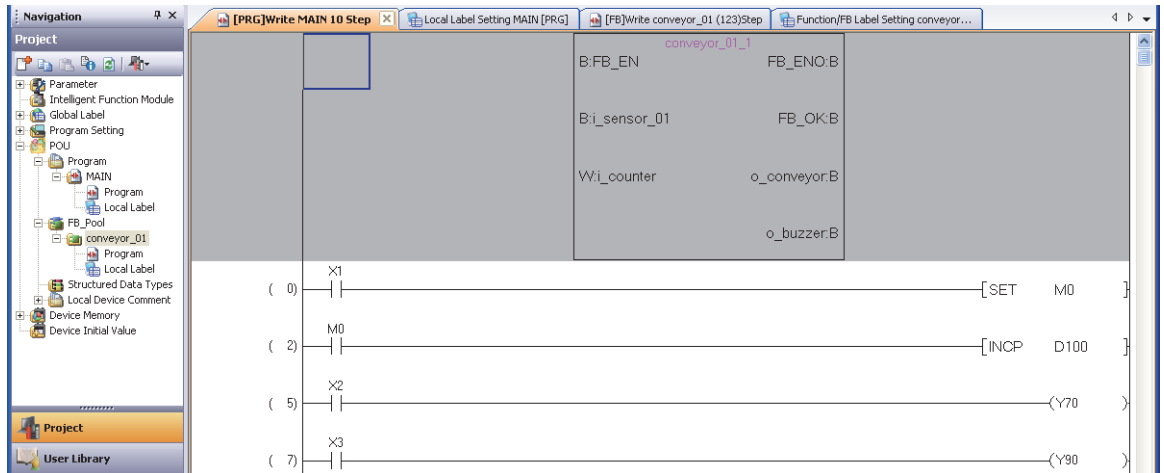 Navigation
[PRG]Write MAIN 10 Step
Local Label Setting MAIN [PRG]
[FB]Write conveyor_01 (123)Step
Function/FB Label Setting conveyor...
Project
Parameter
Intelligent Function Module
Global Label
Program Setting
POU
Program
MAIN
Program
Local Label
FB_Pool
conveyor_01
Program
Local Label
Structured Data Types
Local Device Comment
Device Memory
Device Initial Value
Project
User Library
conveyor_01_1
B:FB_EN FB_ENO:B
B:i_sensor_01 FB_OK:B
W:i_counter o_conveyor:B
o_buzzer:B
X1
( 0) [SET M0 ]
M0
( 2) [INCP D100 ]
X2
( 5) (Y70 )
X3
( 7) (Y90 )